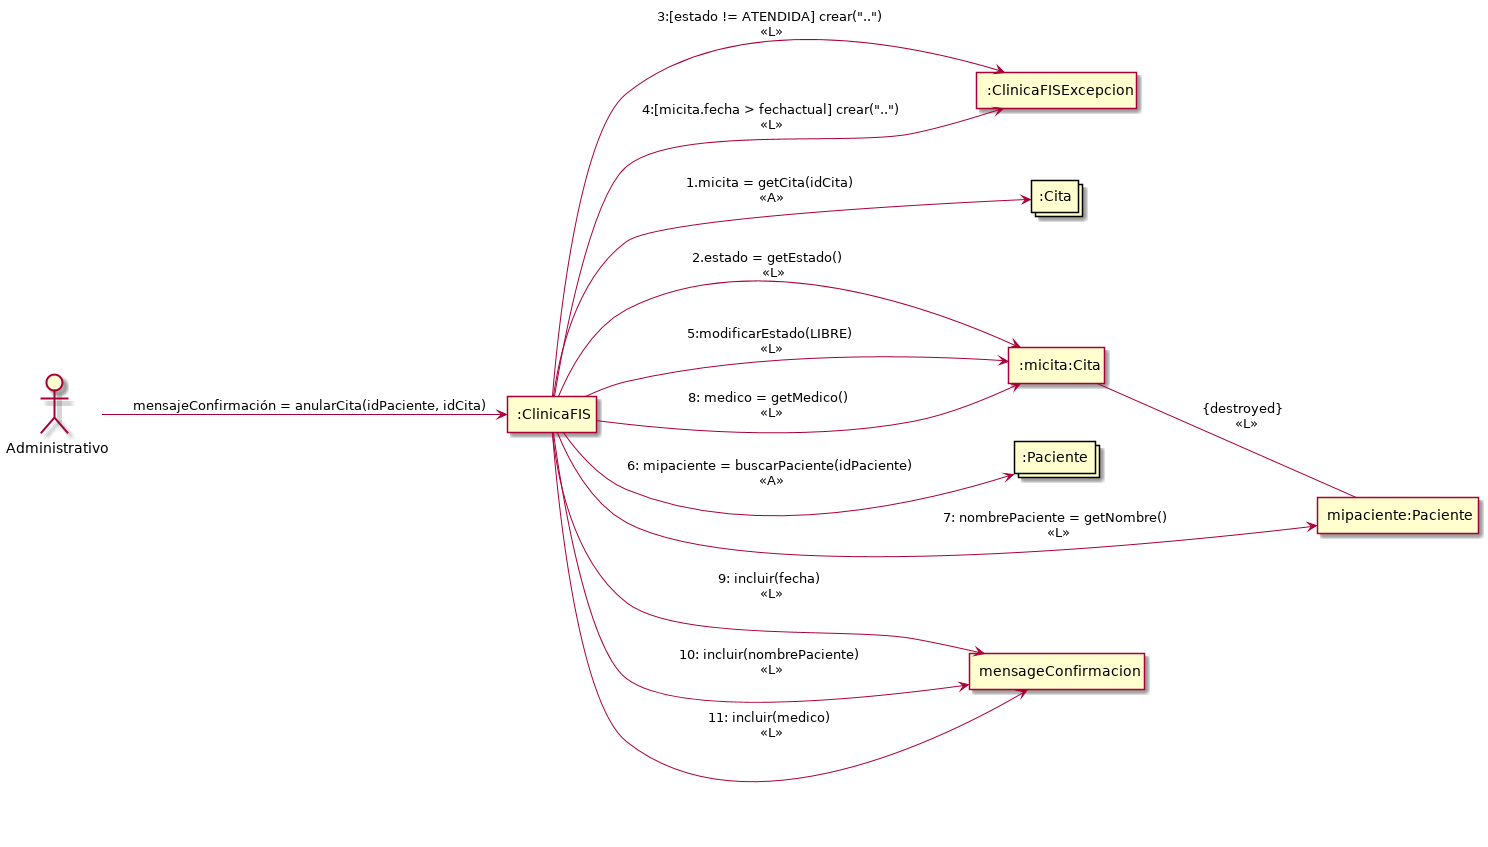 3:[estado != ATENDIDA] crear("..")
«L»
:ClinicaFISExcepcion
4:[micita.fecha > fechactual] crear("..")
«L»
1.micita = getCita(idCita)
«A»
:Cita
2.estado = getEstado()
«L»
5:modificarEstado(LIBRE)
«L»
:micita:Cita
8: medico = getMedico()
«L»
{destroyed}
«L»
mensajeConfirmación = anularCita(idPaciente, idCita)
:ClinicaFIS
Administrativo
:Paciente
6: mipaciente = buscarPaciente(idPaciente)
«A»
7: nombrePaciente = getNombre()
«L»
mipaciente:Paciente
9: incluir(fecha)
«L»
10: incluir(nombrePaciente)
«L»
mensageConfirmacion
11: incluir(medico)
«L»